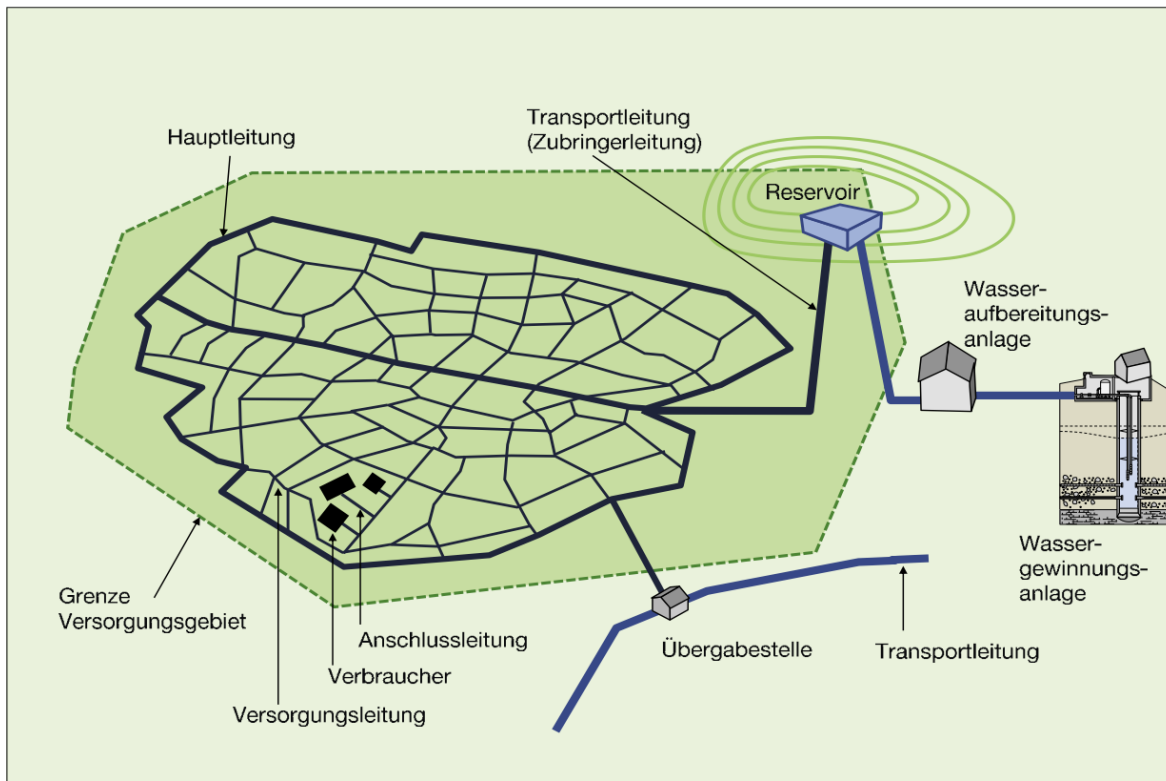 Hauptleitung
Transportleitung
(Zubringerleitung)
Reservoir
Wasser-
aufbereitungs-
anlage
Wasser-
gewinnungs-
anlage
Grenze
Versorgungsgebiet
Anschlussleitung
Verbraucher
Versorgungsleitung
Übergabestelle
Transportleitung